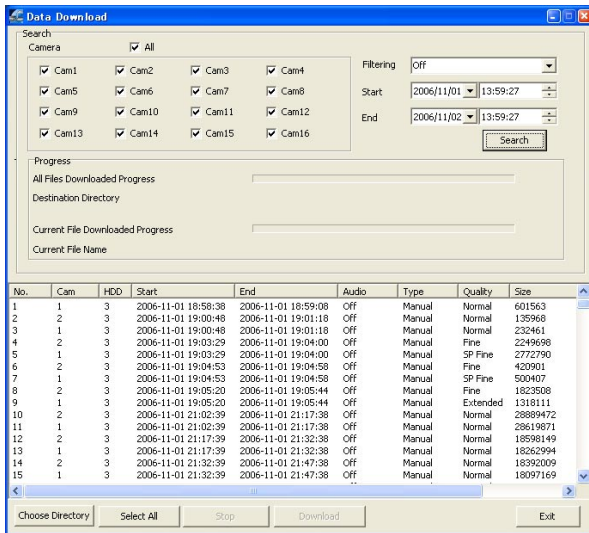 Data Download
Search
Camera All
Cam1 Cam2 Cam3 Cam4
Cam5 Cam6 Cam7 Cam8
Cam9 Cam10 Cam11 Cam12
Cam13 Cam14 Cam15 Cam16
Filtering Off
Start 2006/11/01 13:59:27
End 2006/11/02 13:59:27
Search
Progress
All Files Downloaded Progress
Destination Directory
Current File Downloaded Progress
Current File Name
No. Cam HDD Start End Audio Type Quality Size
1 1 3 2006-11-01 18:58:38 2006-11-01 18:59:08 Off Manual Normal 601563
2 2 3 2006-11-01 19:00:48 2006-11-01 19:01:18 Off Manual Normal 135968
3 1 3 2006-11-01 19:00:48 2006-11-01 19:01:18 Off Manual Normal 232461
4 2 3 2006-11-01 19:03:29 2006-11-01 19:04:00 Off Manual Fine 2249698
5 1 3 2006-11-01 19:03:29 2006-11-01 19:04:00 Off Manual SP Fine 2772790
6 2 3 2006-11-01 19:04:53 2006-11-01 19:04:58 Off Manual Fine 420901
7 1 3 2006-11-01 19:04:53 2006-11-01 19:04:58 Off Manual SP Fine 500407
8 2 3 2006-11-01 19:05:20 2006-11-01 19:05:44 Off Manual Fine 1823508
9 1 3 2006-11-01 19:05:20 2006-11-01 19:05:44 Off Manual Extended 1318111
10 2 3 2006-11-01 21:02:39 2006-11-01 21:17:38 Off Manual Normal 28889472
11 1 3 2006-11-01 21:02:39 2006-11-01 21:17:38 Off Manual Normal 28619871
12 2 3 2006-11-01 21:17:39 2006-11-01 21:32:38 Off Manual Normal 18598149
13 1 3 2006-11-01 21:17:39 2006-11-01 21:32:38 Off Manual Normal 18262994
14 2 3 2006-11-01 21:32:39 2006-11-01 21:47:38 Off Manual Normal 18392009
15 1 3 2006-11-01 21:32:39 2006-11-01 21:47:38 Off Manual Normal 18097169
Choose Directory Select All Stop Download Exit